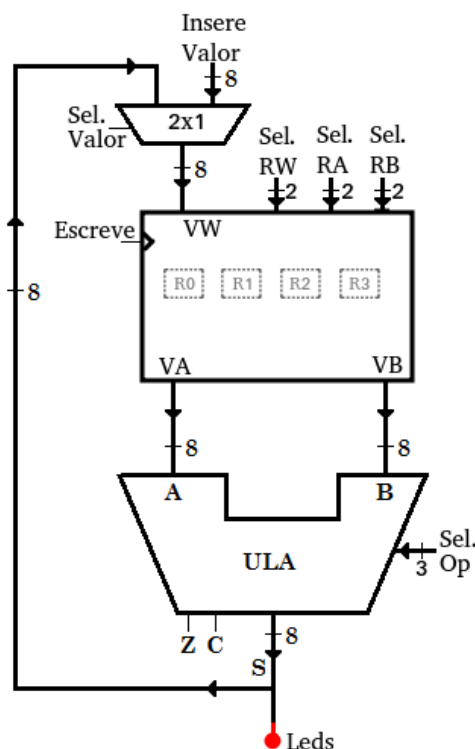 Insere
Valor
8
8
Sel.
Valor
2x1
8
Sel.
RW
2
Sel.
RA
2
Sel.
RB
2
Escreve
VW
R0
R1
R2
R3
8
VA
VB
8
8
A
B
ULA
Sel.
Op
3
Z
C
8
S
Leds